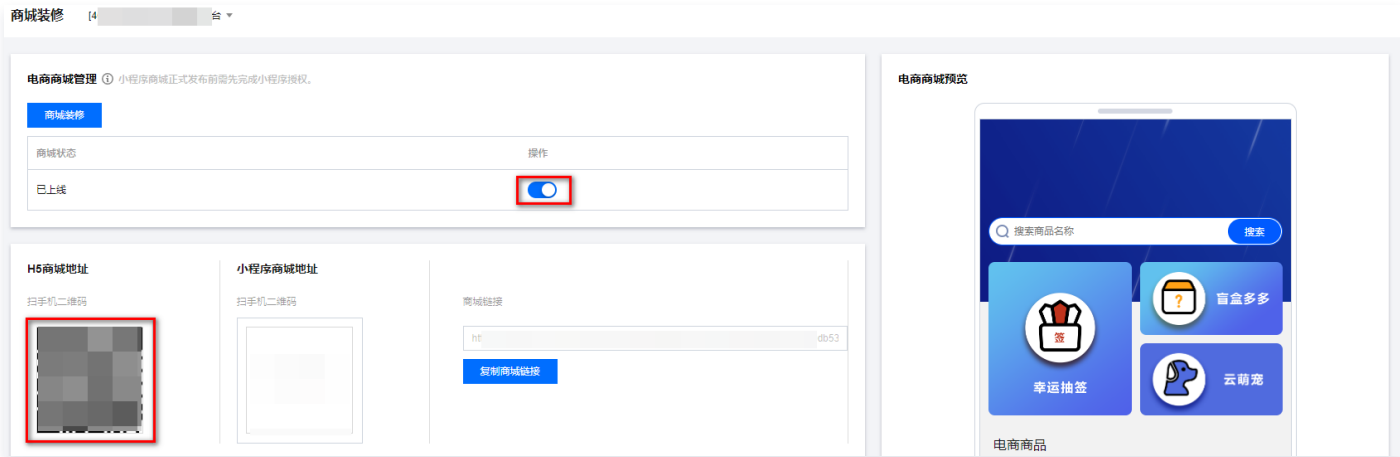 商城装修 [4 台
电商商城管理 小程序商城正式发布前需先完成小程序授权。
商城装修
商城状态 操作
已上线
H5商城地址
扫手机二维码
小程序商城地址
扫手机二维码
商城链接
htt db53
复制商城链接
电商商城预览
搜索商品名称 搜索
签
幸运抽签
?
盲盒多多
云萌宠
电商商品